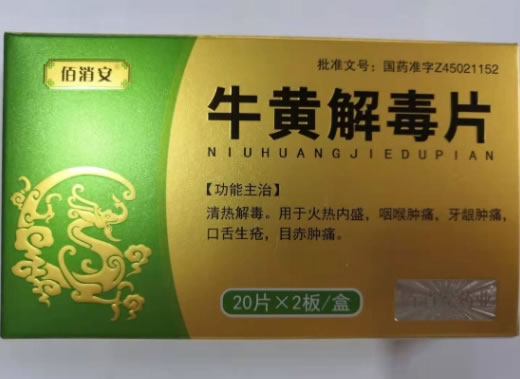 佰消安
批准文号：国药准字Z45021152
牛黄解毒片
NIUHUANGJIEDUPIAN
【功能主治】
清热解毒。用于火热内盛，咽喉肿痛，牙龈肿痛，
口舌生疮，目赤肿痛。
20片×2板/盒